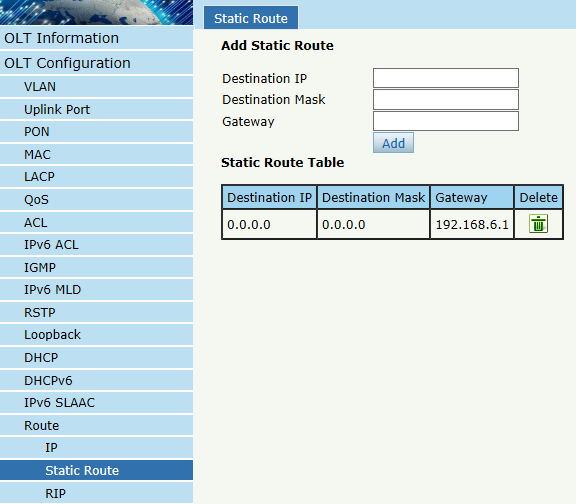 OLT Information
OLT Configuration
VLAN
Uplink Port
PON
MAC
LACP
QoS
ACL
IPv6 ACL
IGMP
IPv6 MLD
RSTP
Loopback
DHCP
DHCPv6
IPv6 SLAAC
Route
IP
Static Route
RIP
Static Route
Add Static Route
Destination IP
Destination Mask
Gateway
Add
Static Route Table
Destination IP Destination Mask Gateway Delete
0.0.0.0 0.0.0.0 192.168.6.1